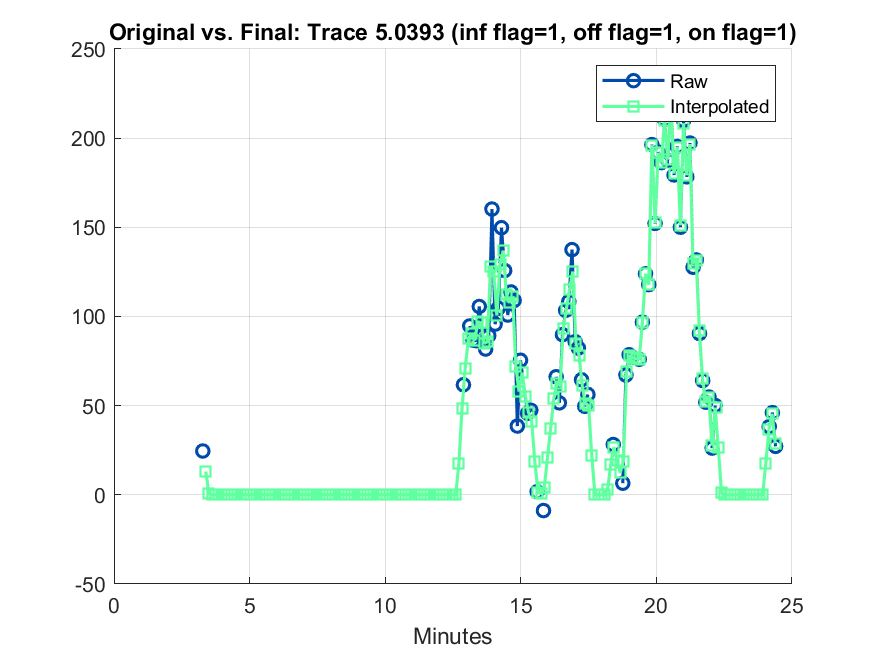 Original vs. Final: Trace 5.0393 (inf flag=1, off flag=1, on flag=1)
250
Raw
Interpolated
200
150
100
50
0
-50
0 5 10 15 20 25
Minutes